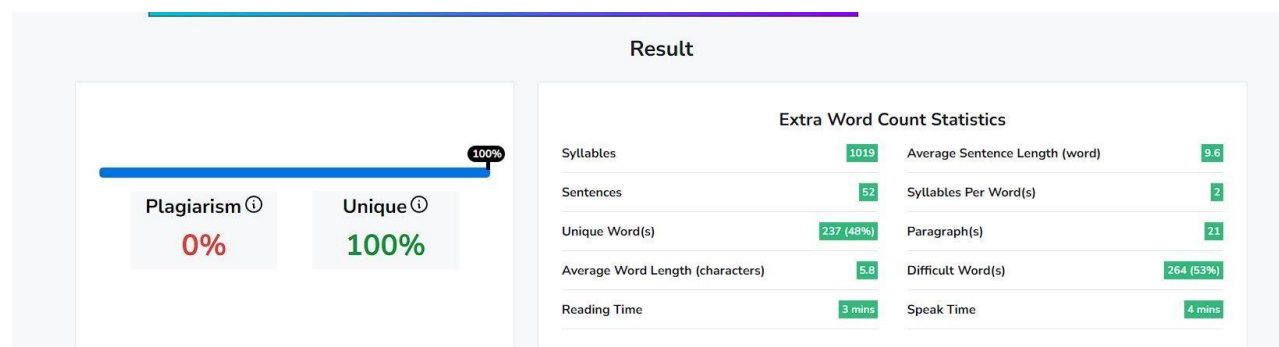 Result
100%
Plagiarism
0%
Unique
100%
Extra Word Count Statistics
Syllables 1019 Average Sentence Length (word) 9.6
Sentences 52 Syllables Per Word(s) 2
Unique Word(s) 237 (48%) Paragraph(s) 21
Average Word Length (characters) 5.8 Difficult Word(s) 264 (53%)
Reading Time 3 mins Speak Time 4 mins